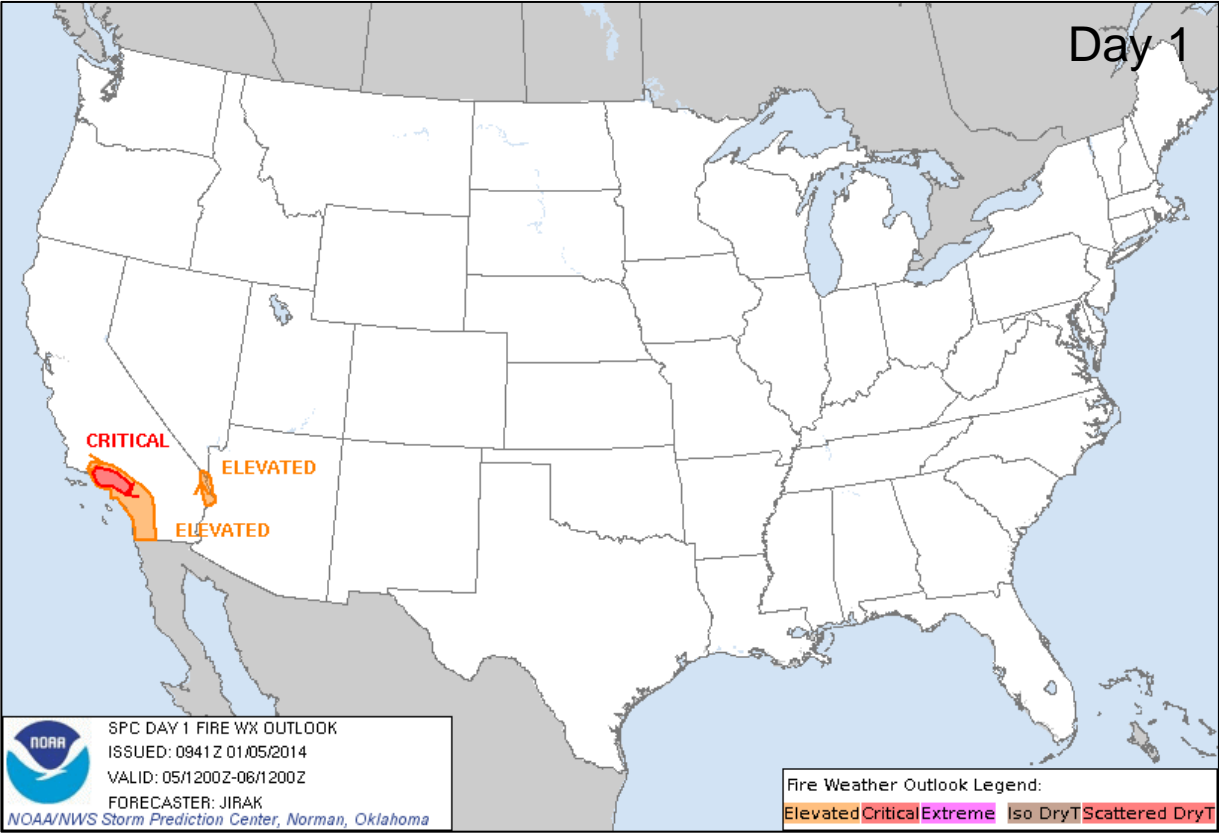 Day 1
CRITICAL
ELEVATED
ELEVATED
NOAA
SPC DAY 1 FIRE WX OUTLOOK
ISSUED: 0941Z 01/05/2014
VALID: 05/1200Z-06/1200Z
FORECASTER: JIRAK
NOAA/NWS Storm Prediction Center, Norman, Oklahoma
Fire Weather Outlook Legend:
Elevated Critical Extreme Iso DryT Scattered DryT